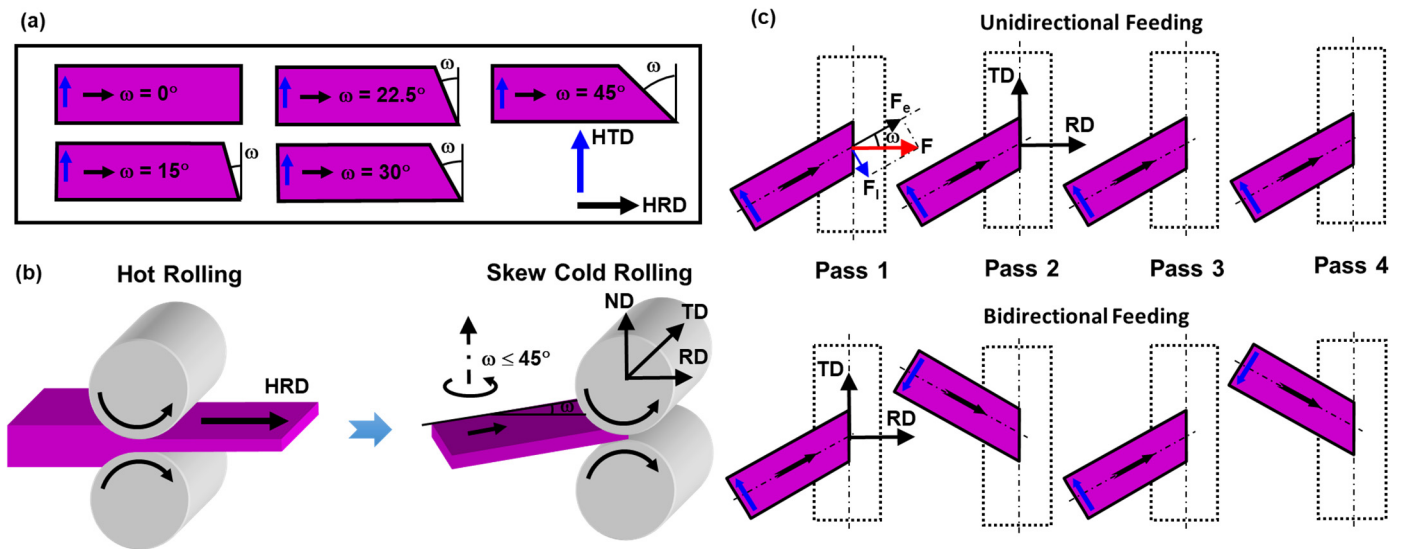 (a)
ω
ω
ω = 0°
ω = 22.5°
ω = 45°
HTD
ω
ω
ω = 15°
ω = 30°
HRD
(b)
Hot Rolling
Skew Cold Rolling
ND
TD
ω ≤ 45°
RD
HRD
ω
(c)
Unidirectional Feeding
TD
Fe
ω
F
RD
Fl
Pass 1
Pass 2
Pass 3
Pass 4
Bidirectional Feeding
TD
RD